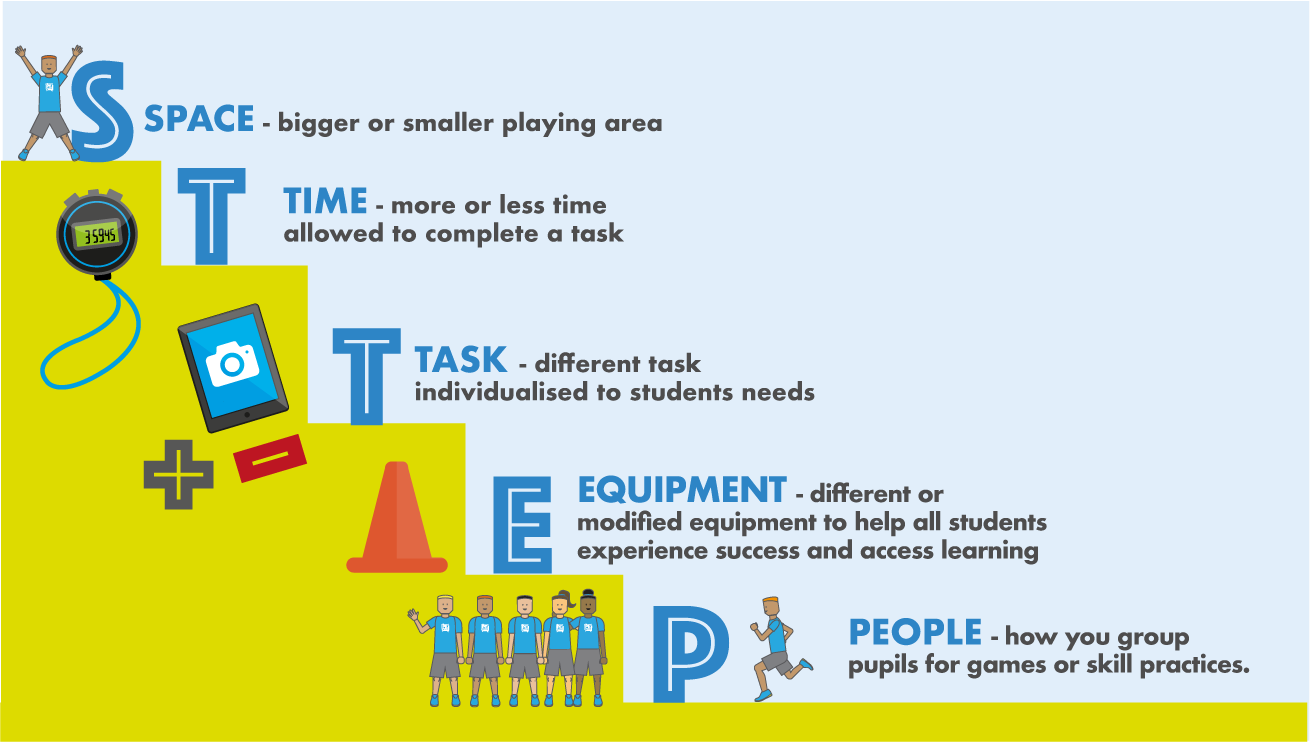 S
SPACE - bigger or smaller playing area
T
TIME - more or less time
allowed to complete a task
35945
T
TASK - different task
individualised to students needs
E
EQUIPMENT - different or
modified equipment to help all students
experience success and access learning
P
PEOPLE - how you group
pupils for games or skill practices.